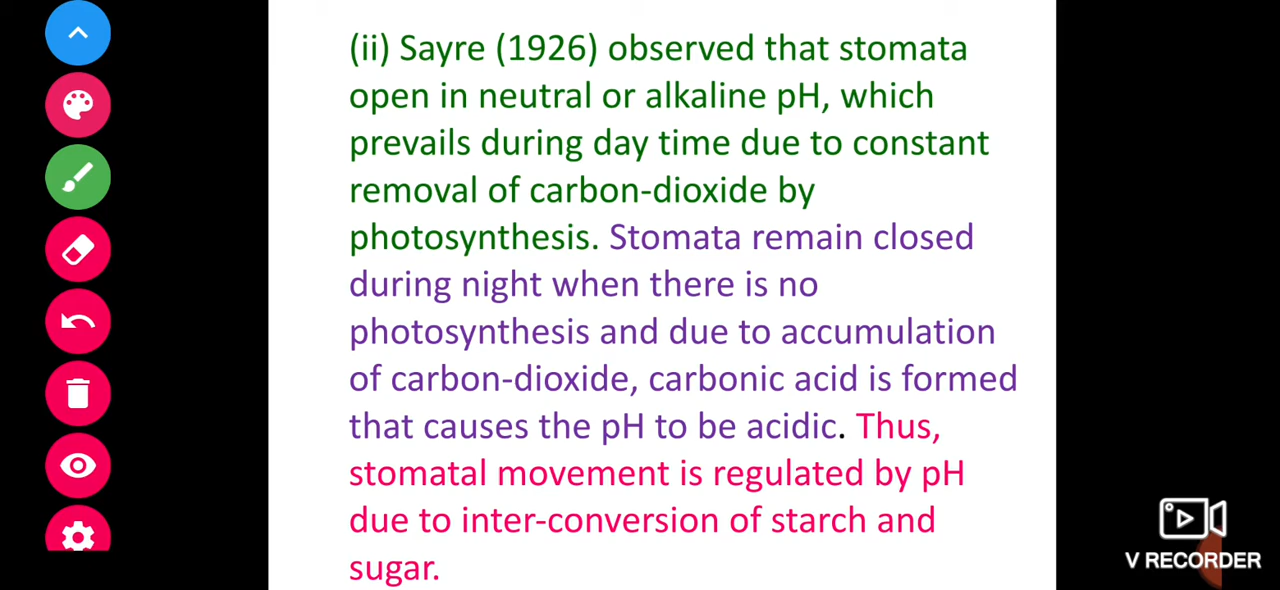 (ii) Sayre (1926) observed that stomata
open in neutral or alkaline pH, which
prevails during day time due to constant
removal of carbon-dioxide by
photosynthesis. Stomata remain closed
during night when there is no
photosynthesis and due to accumulation
of carbon-dioxide, carbonic acid is formed
that causes the pH to be acidic. Thus,
stomatal movement is regulated by pH
due to inter-conversion of starch and
sugar.
V RECORDER